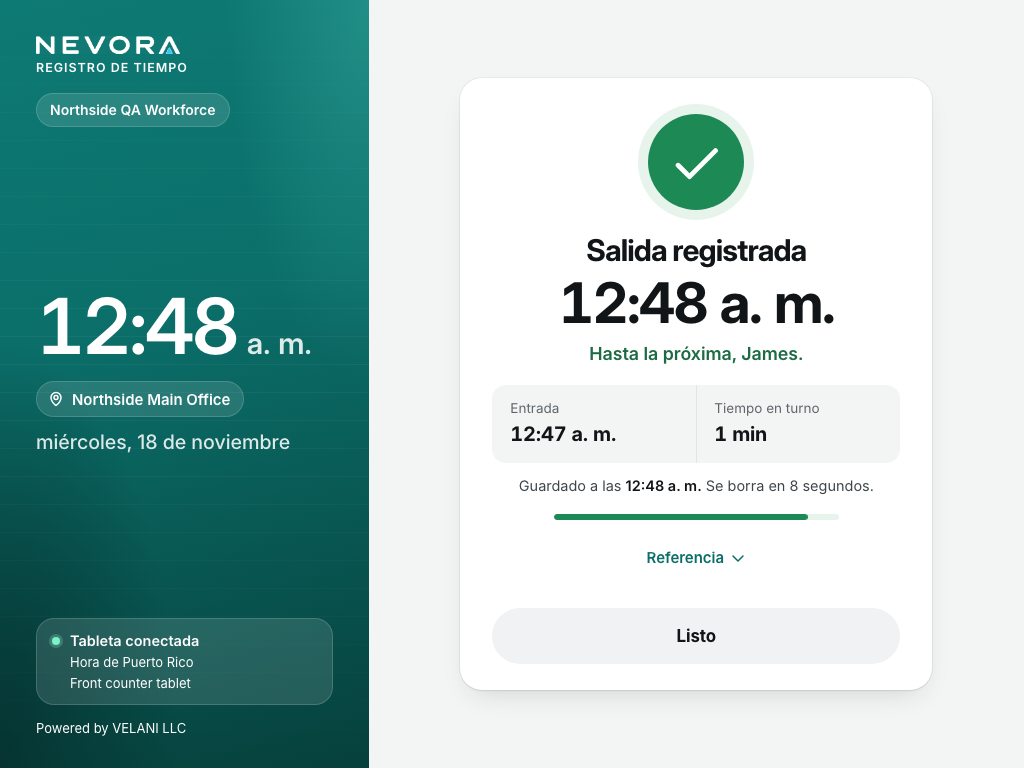 NEVORA
REGISTRO DE TIEMPO
Northside QA Workforce
12:48 a. m.
Northside Main Office
miércoles, 18 de noviembre
Tableta conectada
Hora de Puerto Rico
Front counter tablet
Powered by VELANI LLC
Salida registrada
12:48 a. m.
Hasta la próxima, James.
Entrada
12:47 a. m.
Tiempo en turno
1 min
Guardado a las 12:48 a. m. Se borra en 8 segundos.
Referencia
Listo